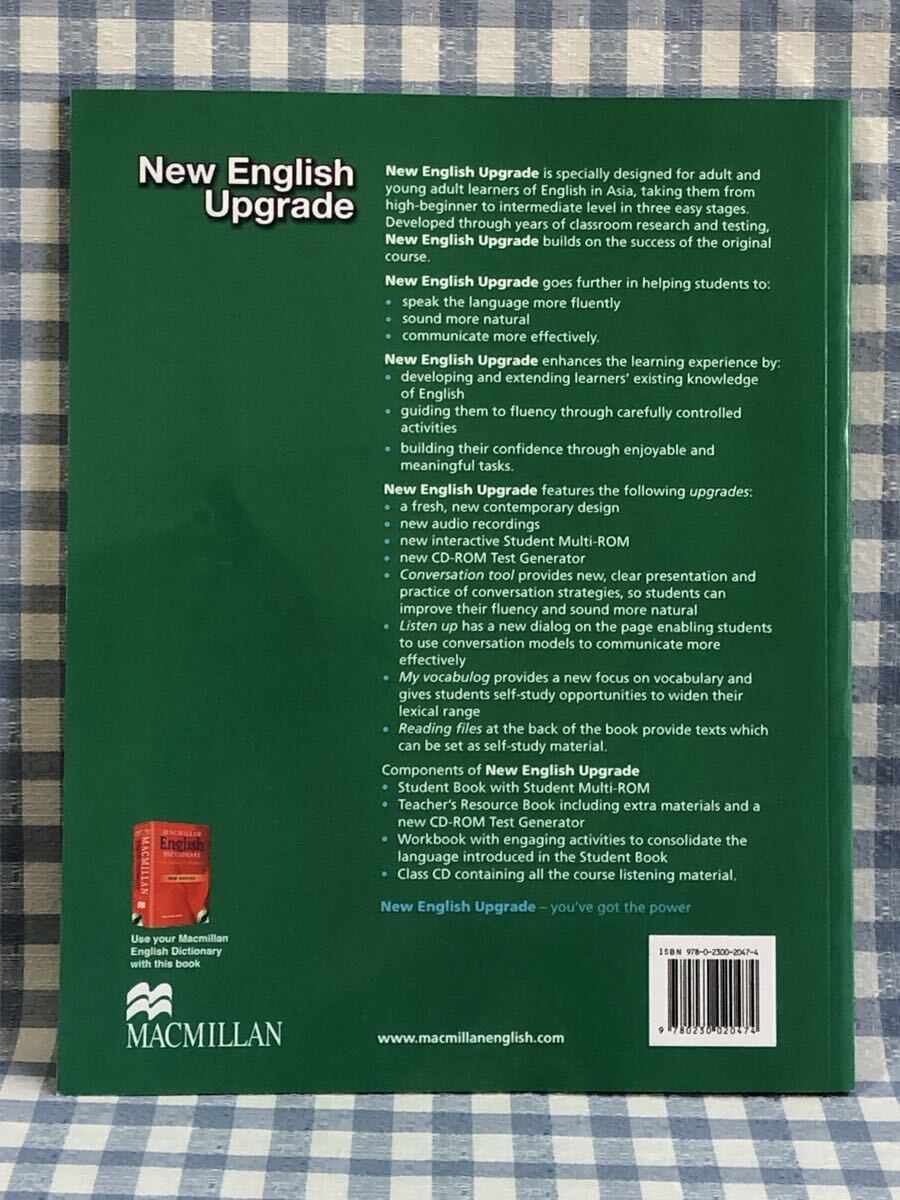 New English
Upgrade
New English Upgrade is specially designed for adult and
young adult learners of English in Asia, taking them from
high-beginner to intermediate level in three easy stages.
Developed through years of classroom research and testing,
New English Upgrade builds on the success of the original
course.
New English Upgrade goes further in helping students to:
• speak the language more fluently
• sound more natural
• communicate more effectively.
New English Upgrade enhances the learning experience by:
• developing and extending learners' existing knowledge
of English
• guiding them to fluency through carefully controlled
activities
• building their confidence through enjoyable and
meaningful tasks.
New English Upgrade features the following upgrades:
• a fresh, new contemporary design
• new audio recordings
• new interactive Student Multi-ROM
• new CD-ROM Test Generator
• Conversation tool provides new, clear presentation and
practice of conversation strategies, so students can
improve their fluency and sound more natural
• Listen up has a new dialog on the page enabling students
to use conversation models to communicate more
effectively
• My vocabulog provides a new focus on vocabulary and
gives students self-study opportunities to widen their
lexical range
• Reading files at the back of the book provide texts which
can be set as self-study material.
Components of New English Upgrade
• Student Book with Student Multi-ROM
• Teacher's Resource Book including extra materials and a
new CD-ROM Test Generator
• Workbook with engaging activities to consolidate the
language introduced in the Student Book
• Class CD containing all the course listening material.
New English Upgrade – you've got the power
MACMILLAN
MACMILLAN
English
DICTIONARY
Use your Macmillan
English Dictionary
with this book
MACMILLAN
www.macmillanenglish.com
ISBN 978-0-2300-2047-4
9 780230 020474